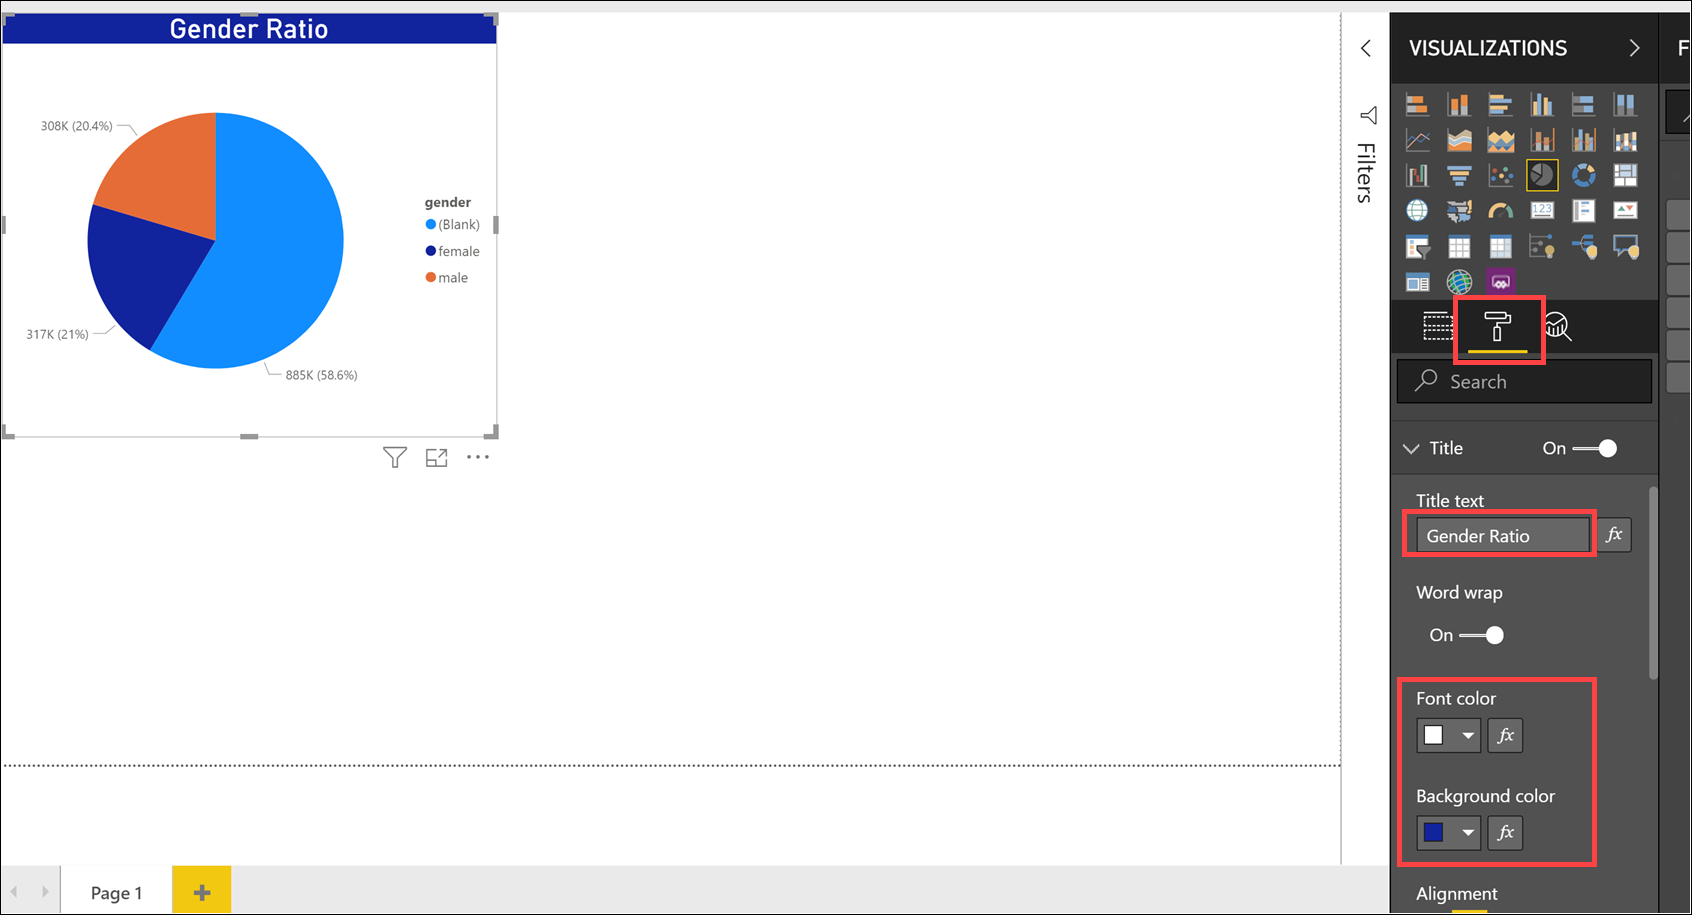 Gender Ratio
308K (20.4%)
317K (21%)
885K (58.6%)
gender
(Blank)
female
male
Filters
VISUALIZATIONS
F
123
Search
Title On
Title text
Gender Ratio fx
Word wrap
On
Font color
fx
Background color
fx
Alignment
Page 1